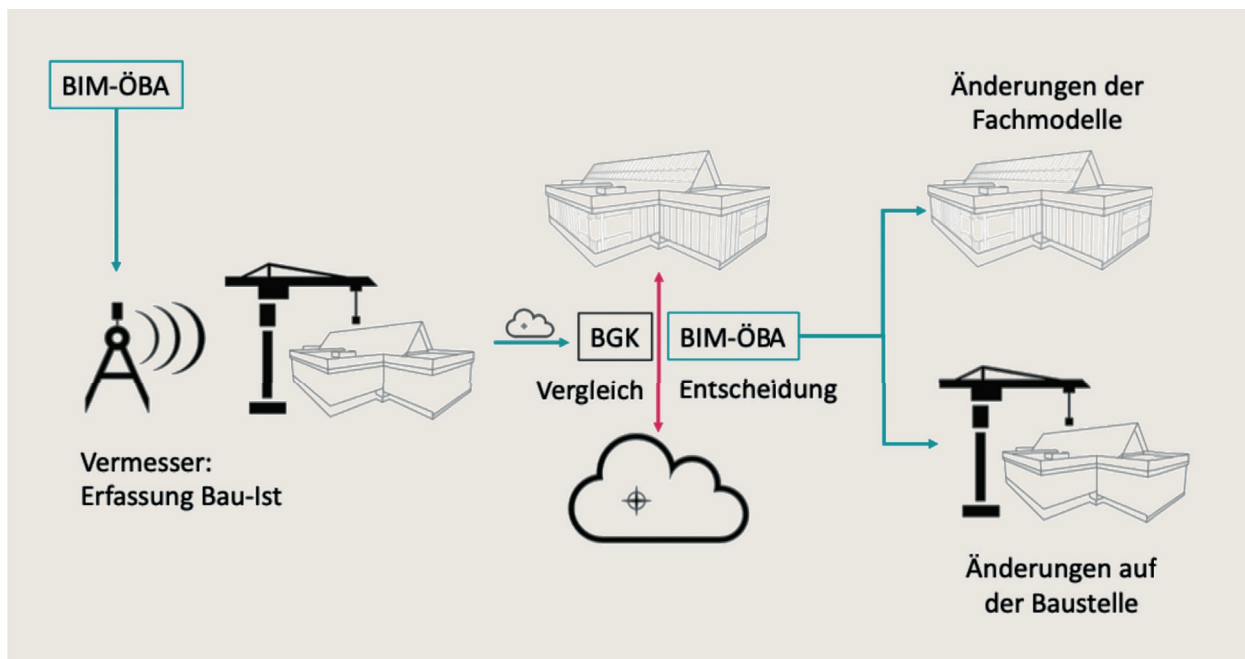 BIM-ÖBA
Vermesser:
Erfassung Bau-Ist
BGK
Vergleich
BIM-ÖBA
Entscheidung
Änderungen der
Fachmodelle
Änderungen auf
der Baustelle